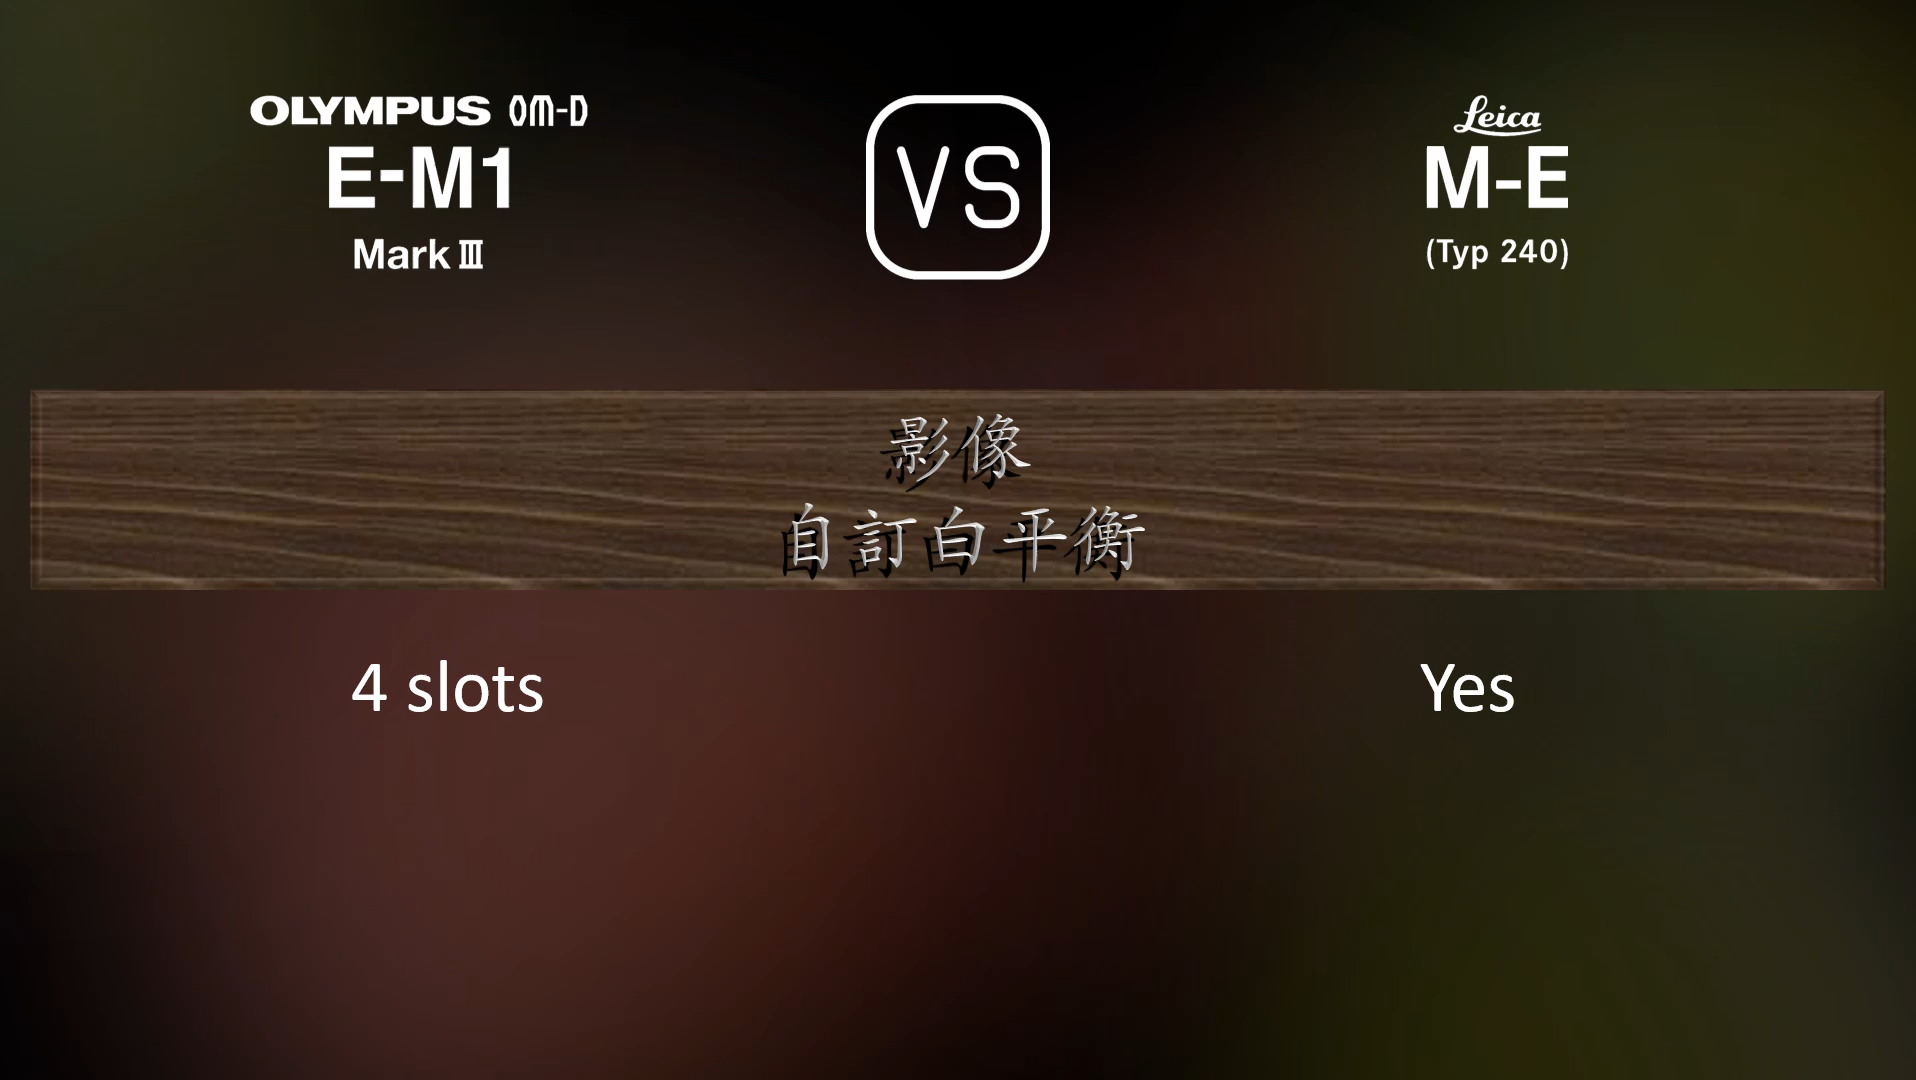 OLYMPUS OM-D
E-M1
Mark III
VS
Leica
M-E
(Typ 240)
影像
自訂白平衡
4 slots
Yes